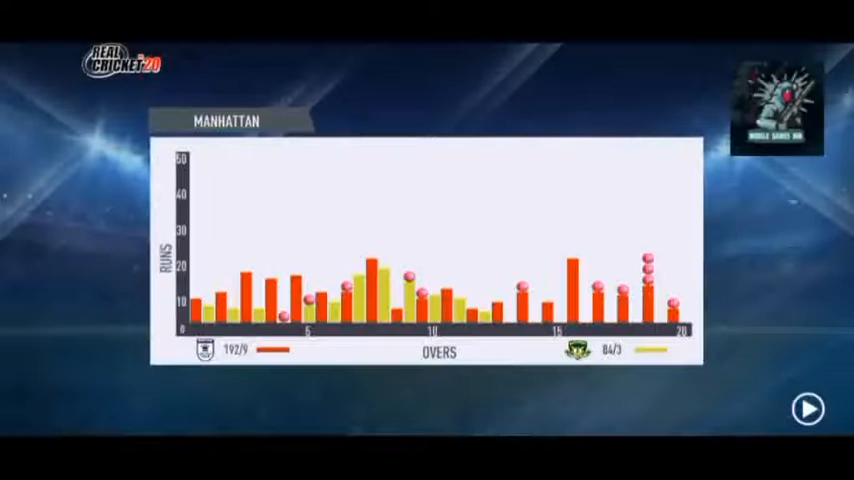 REAL
CRICKET 20
MOBILE GAMES HUB
MANHATTAN
50
40
30
20
10
0
RUNS
5
10
15
20
192/9
OVERS
84/3